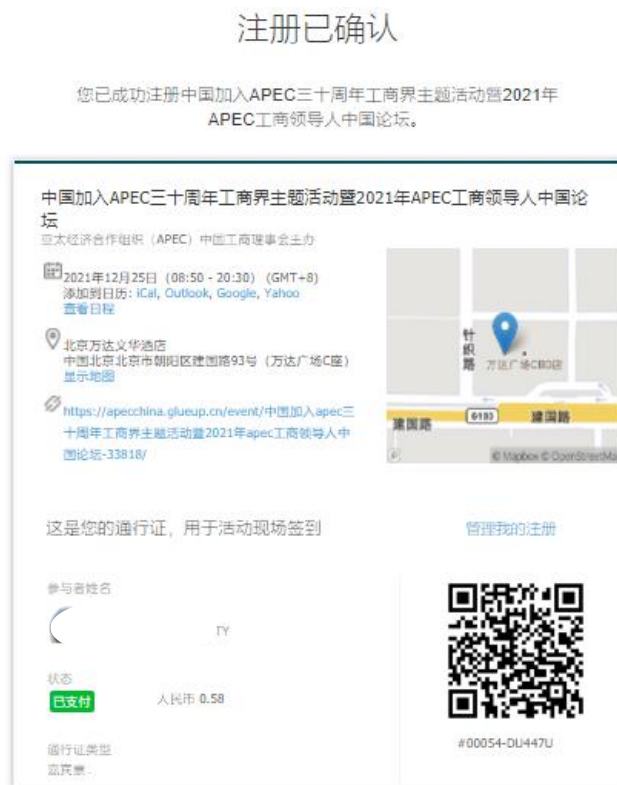 注册已确认
您已成功注册中国加入APEC三十周年工商界主题活动暨2021年
APEC工商领导人中国论坛。
中国加入APEC三十周年工商界主题活动暨2021年APEC工商领导人中国论
坛
亚太经济合作组织（APEC）中国工商理事会主办
2021年12月25日（08:50 - 20:30）（GMT+8）
添加到日历: iCal, Outlook, Google, Yahoo
查看日程
北京万达文华酒店
中国北京北京市朝阳区建国路93号（万达广场C座）
显示地图
https://apecchina.glueup.cn/event/中国加入apec三
十周年工商界主题活动暨2021年apec工商领导人中
国论坛-33818/
针织路
万达广场CBD店
建国路
G103
建国路
© Mapbox © OpenStreetMa
这是您的通行证，用于活动现场签到
管理我的注册
参与者姓名
TY
状态
已支付
人民币 0.58
#00054-DU447U
通行证类型